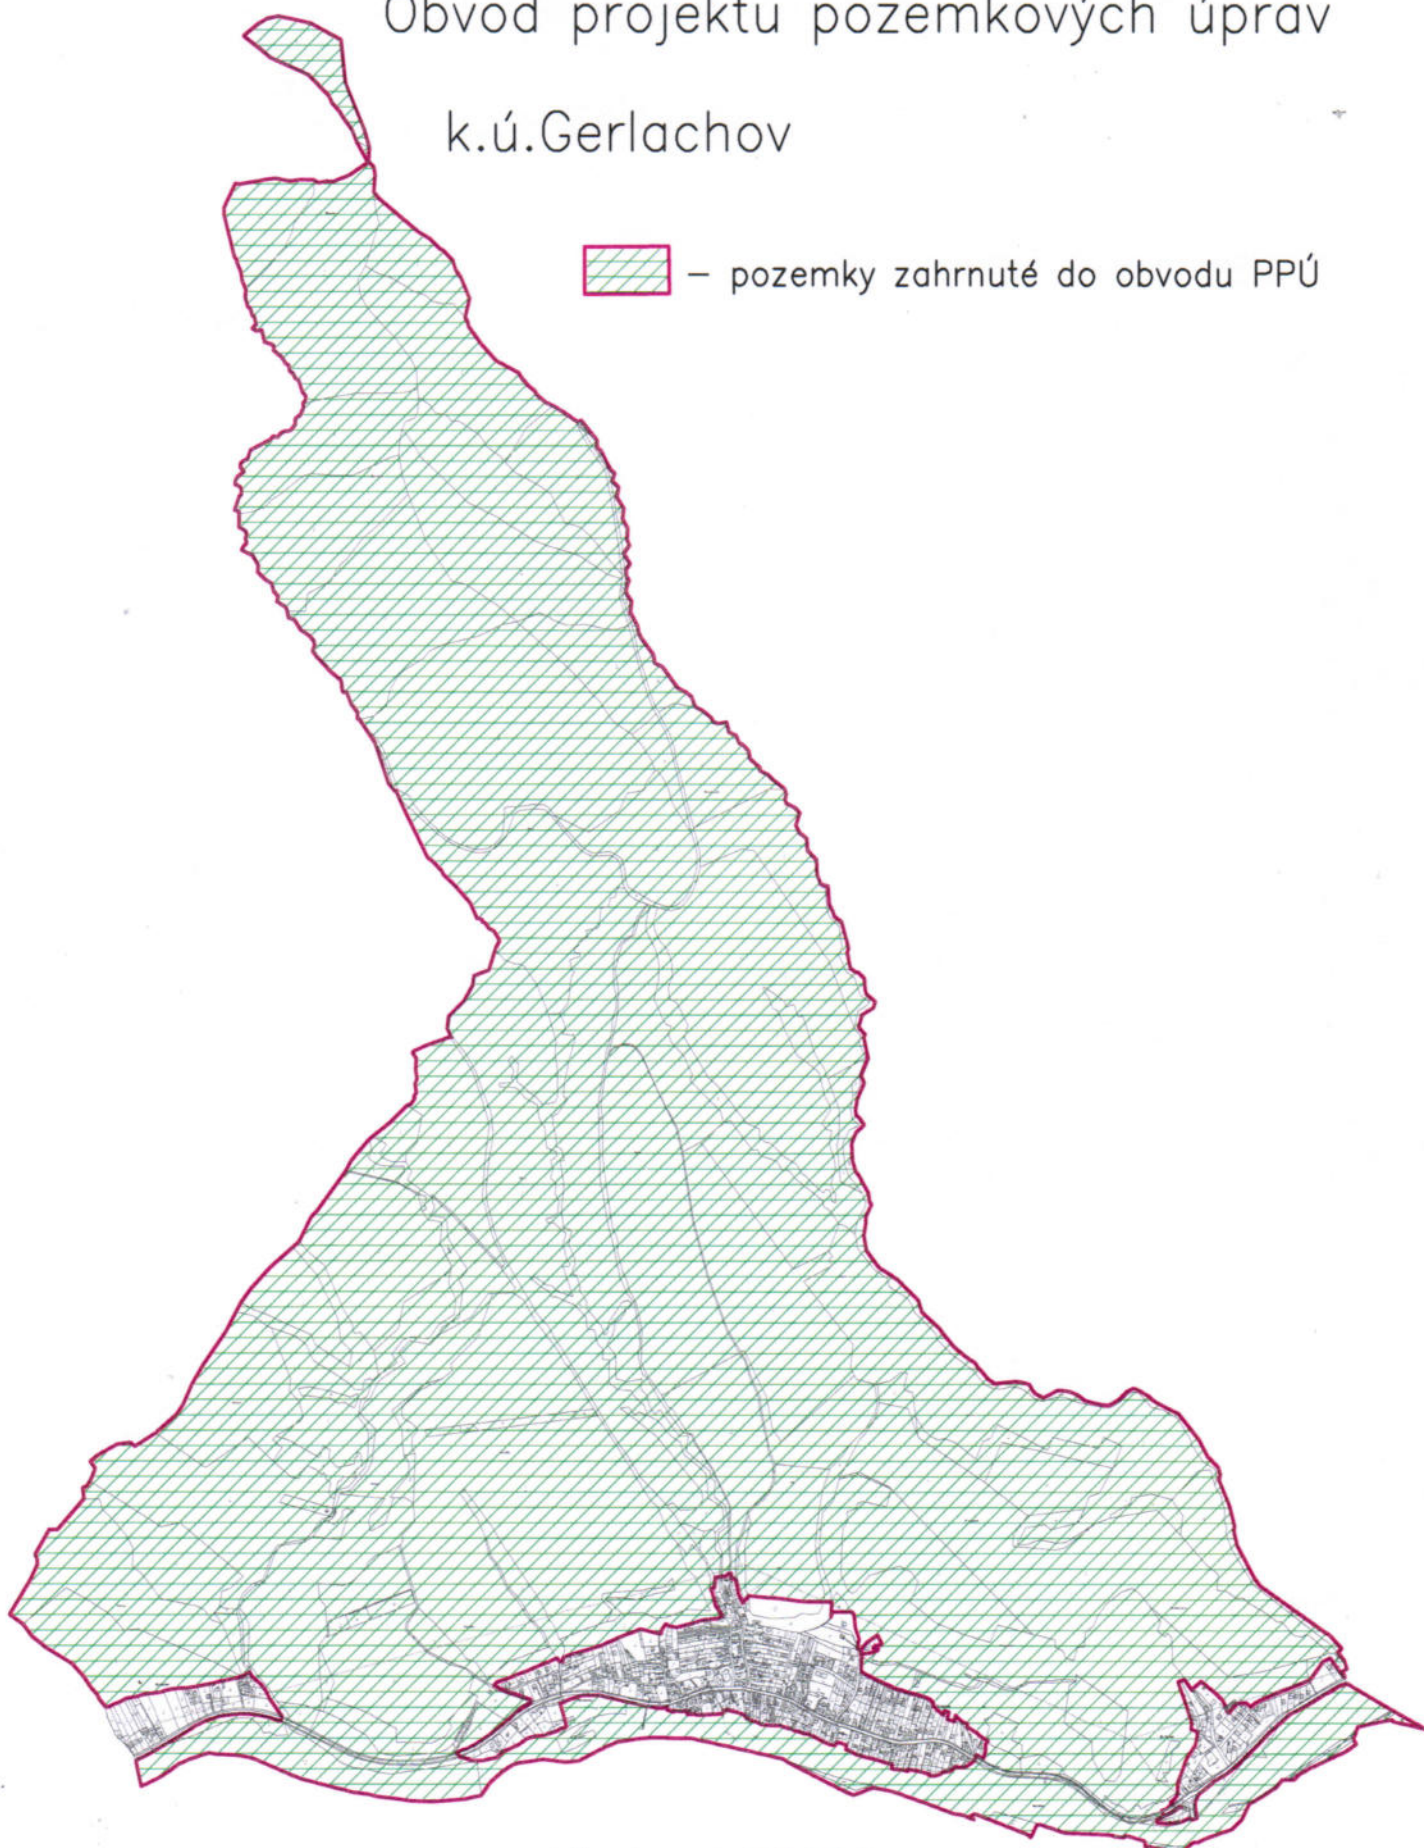 Obvod projektu pozemkových úprav
k.ú.Gerlachov
– pozemky zahrnuté do obvodu PPÚ